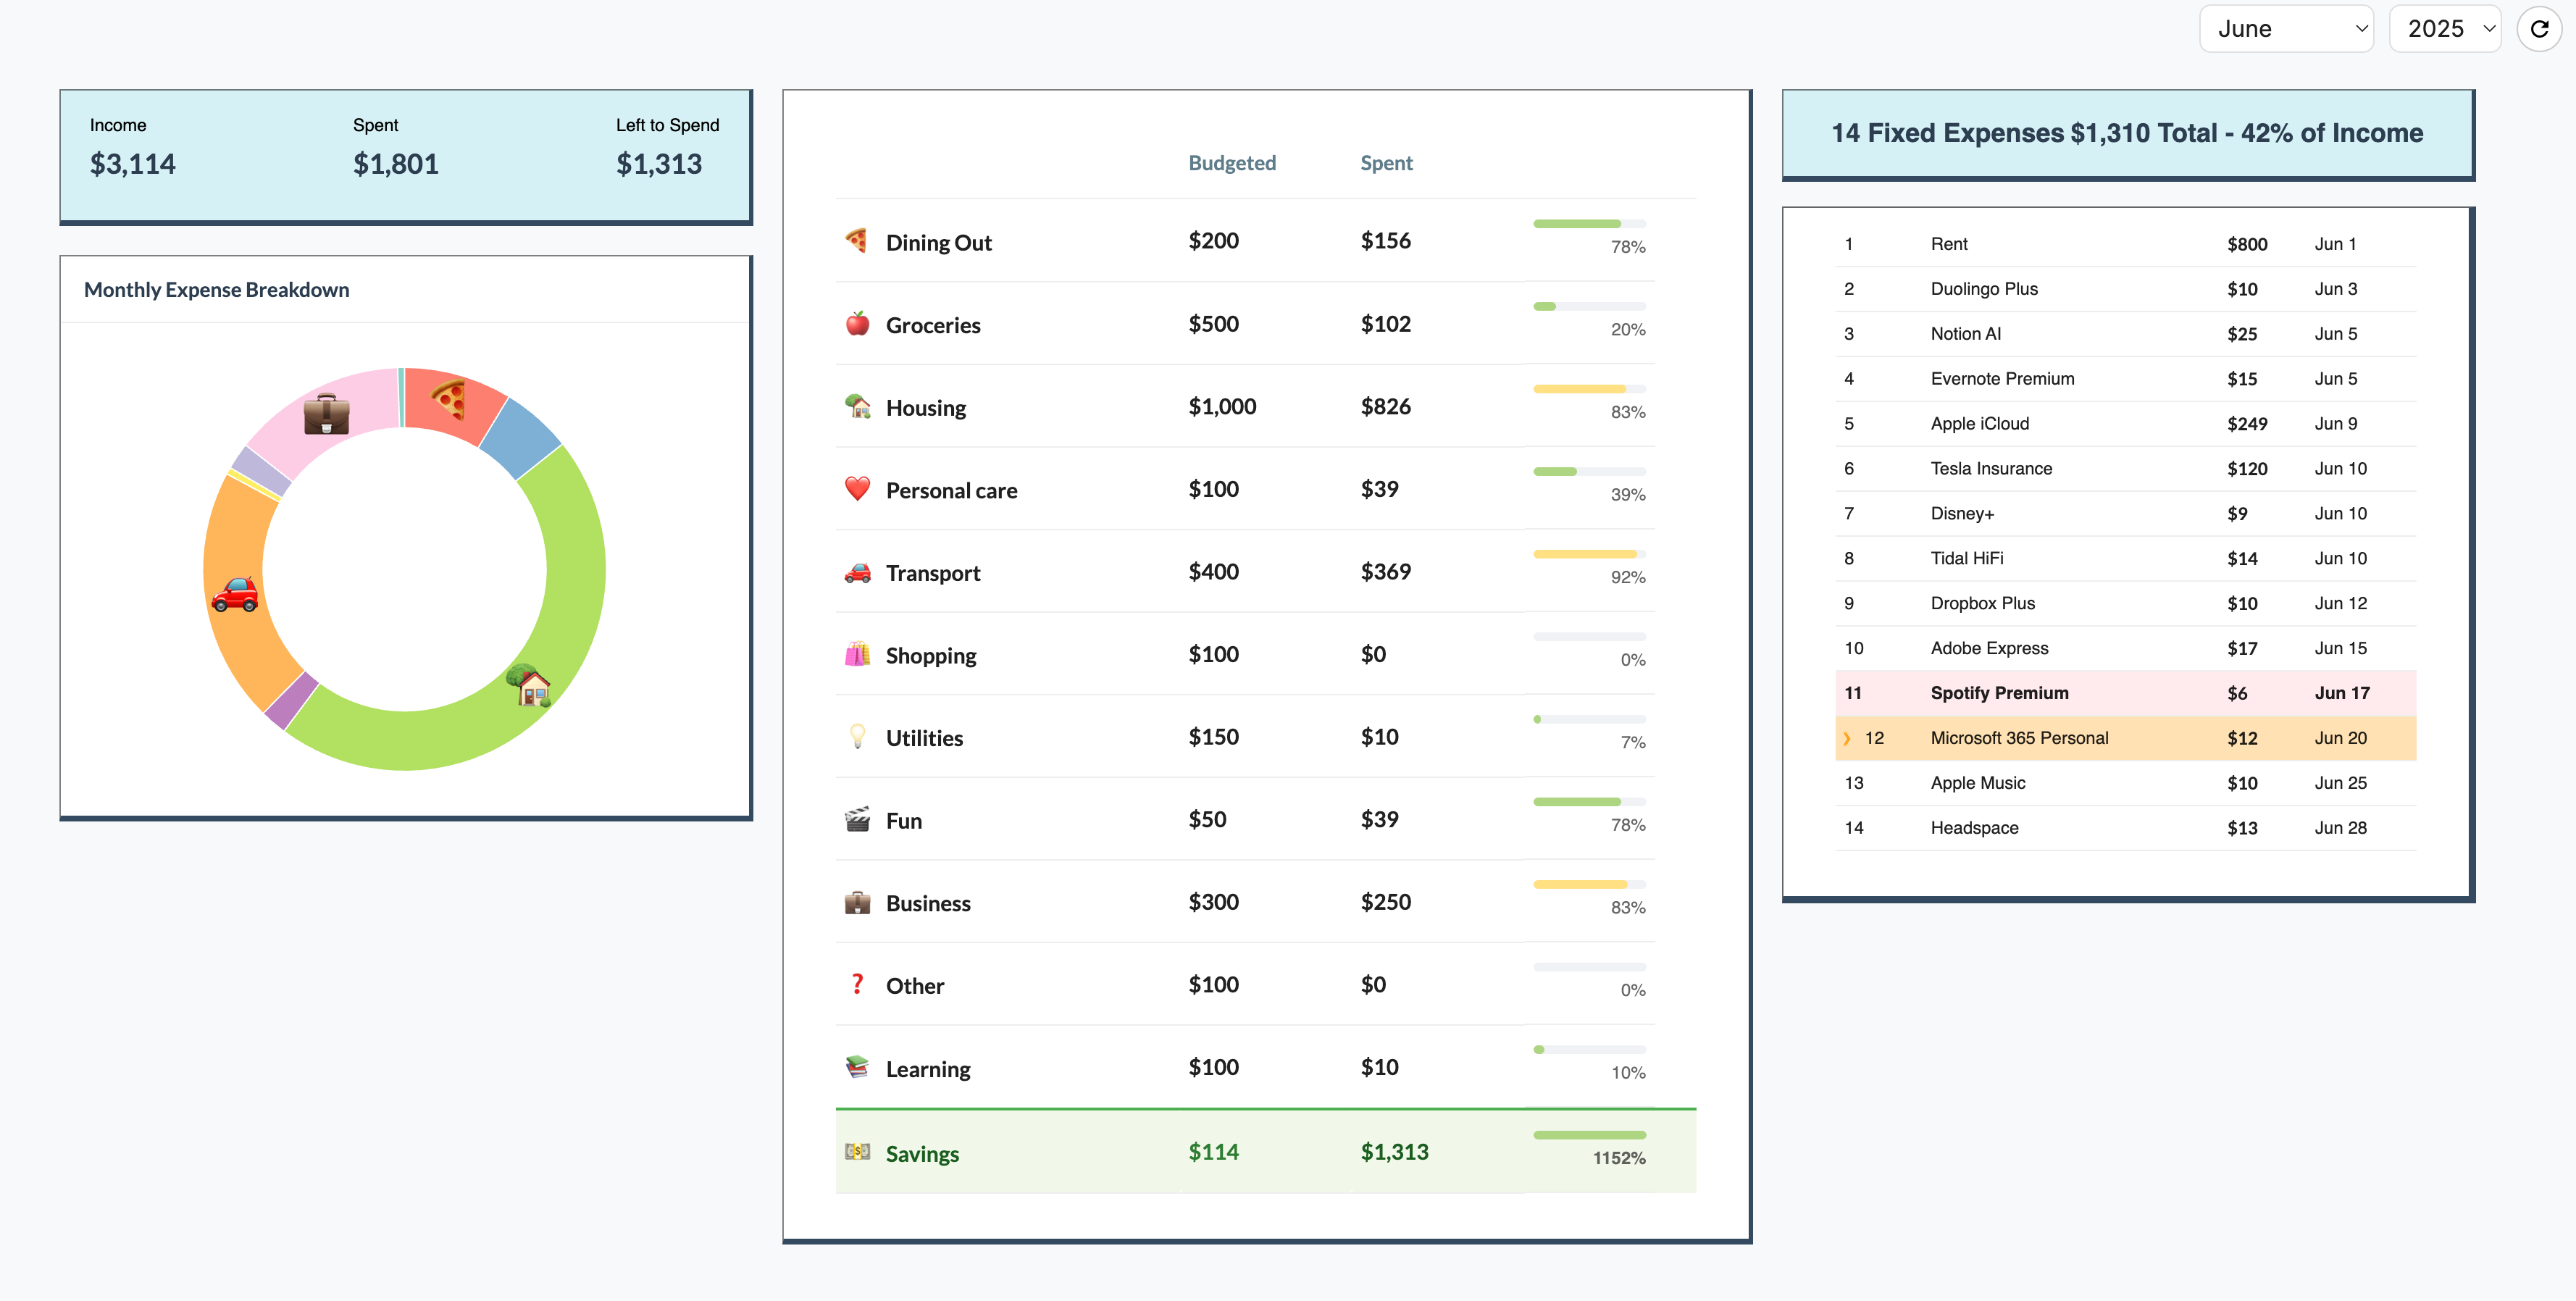 June
2025
Income Spent Left to Spend
$3,114 $1,801 $1,313
Monthly Expense Breakdown
Budgeted Spent
Dining Out $200 $156 78%
Groceries $500 $102 20%
Housing $1,000 $826 83%
Personal care $100 $39 39%
Transport $400 $369 92%
Shopping $100 $0 0%
Utilities $150 $10 7%
Fun $50 $39 78%
Business $300 $250 83%
Other $100 $0 0%
Learning $100 $10 10%
Savings $114 $1,313 1152%
14 Fixed Expenses $1,310 Total - 42% of Income
1 Rent $800 Jun 1
2 Duolingo Plus $10 Jun 3
3 Notion AI $25 Jun 5
4 Evernote Premium $15 Jun 5
5 Apple iCloud $249 Jun 9
6 Tesla Insurance $120 Jun 10
7 Disney+ $9 Jun 10
8 Tidal HiFi $14 Jun 10
9 Dropbox Plus $10 Jun 12
10 Adobe Express $17 Jun 15
11 Spotify Premium $6 Jun 17
12 Microsoft 365 Personal $12 Jun 20
13 Apple Music $10 Jun 25
14 Headspace $13 Jun 28